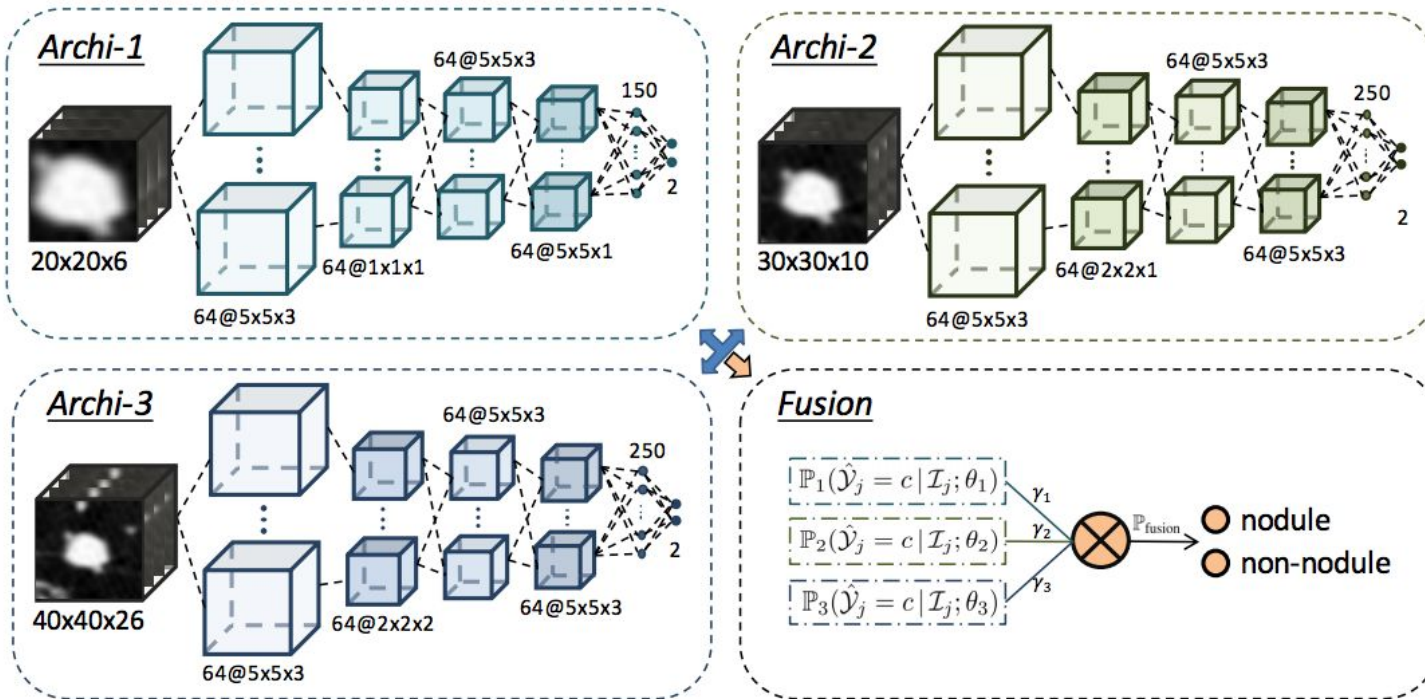 Archi-1
64@5x5x3
150
2
20x20x6
64@1x1x1
64@5x5x1
64@5x5x3
Archi-2
64@5x5x3
250
2
30x30x10
64@2x2x1
64@5x5x3
64@5x5x3
Archi-3
64@5x5x3
250
2
40x40x26
64@2x2x2
64@5x5x3
64@5x5x3
Fusion
ℙ₁(𝒴̂ⱼ = c | ℐⱼ; θ₁)
γ₁
ℙ₂(𝒴̂ⱼ = c | ℐⱼ; θ₂)
γ₂
ℙ₃(𝒴̂ⱼ = c | ℐⱼ; θ₃)
γ₃
ℙfusion
nodule
non-nodule